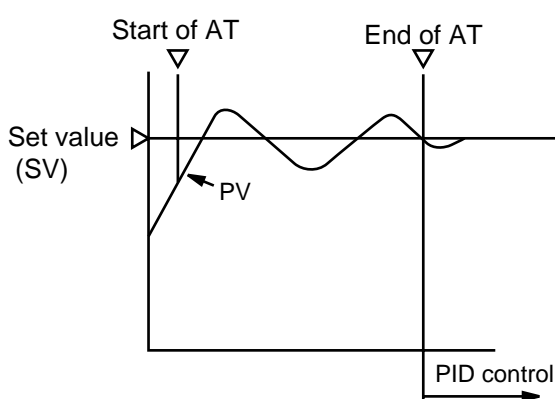 Start of AT
End of AT
Set value
(SV)
PV
PID control